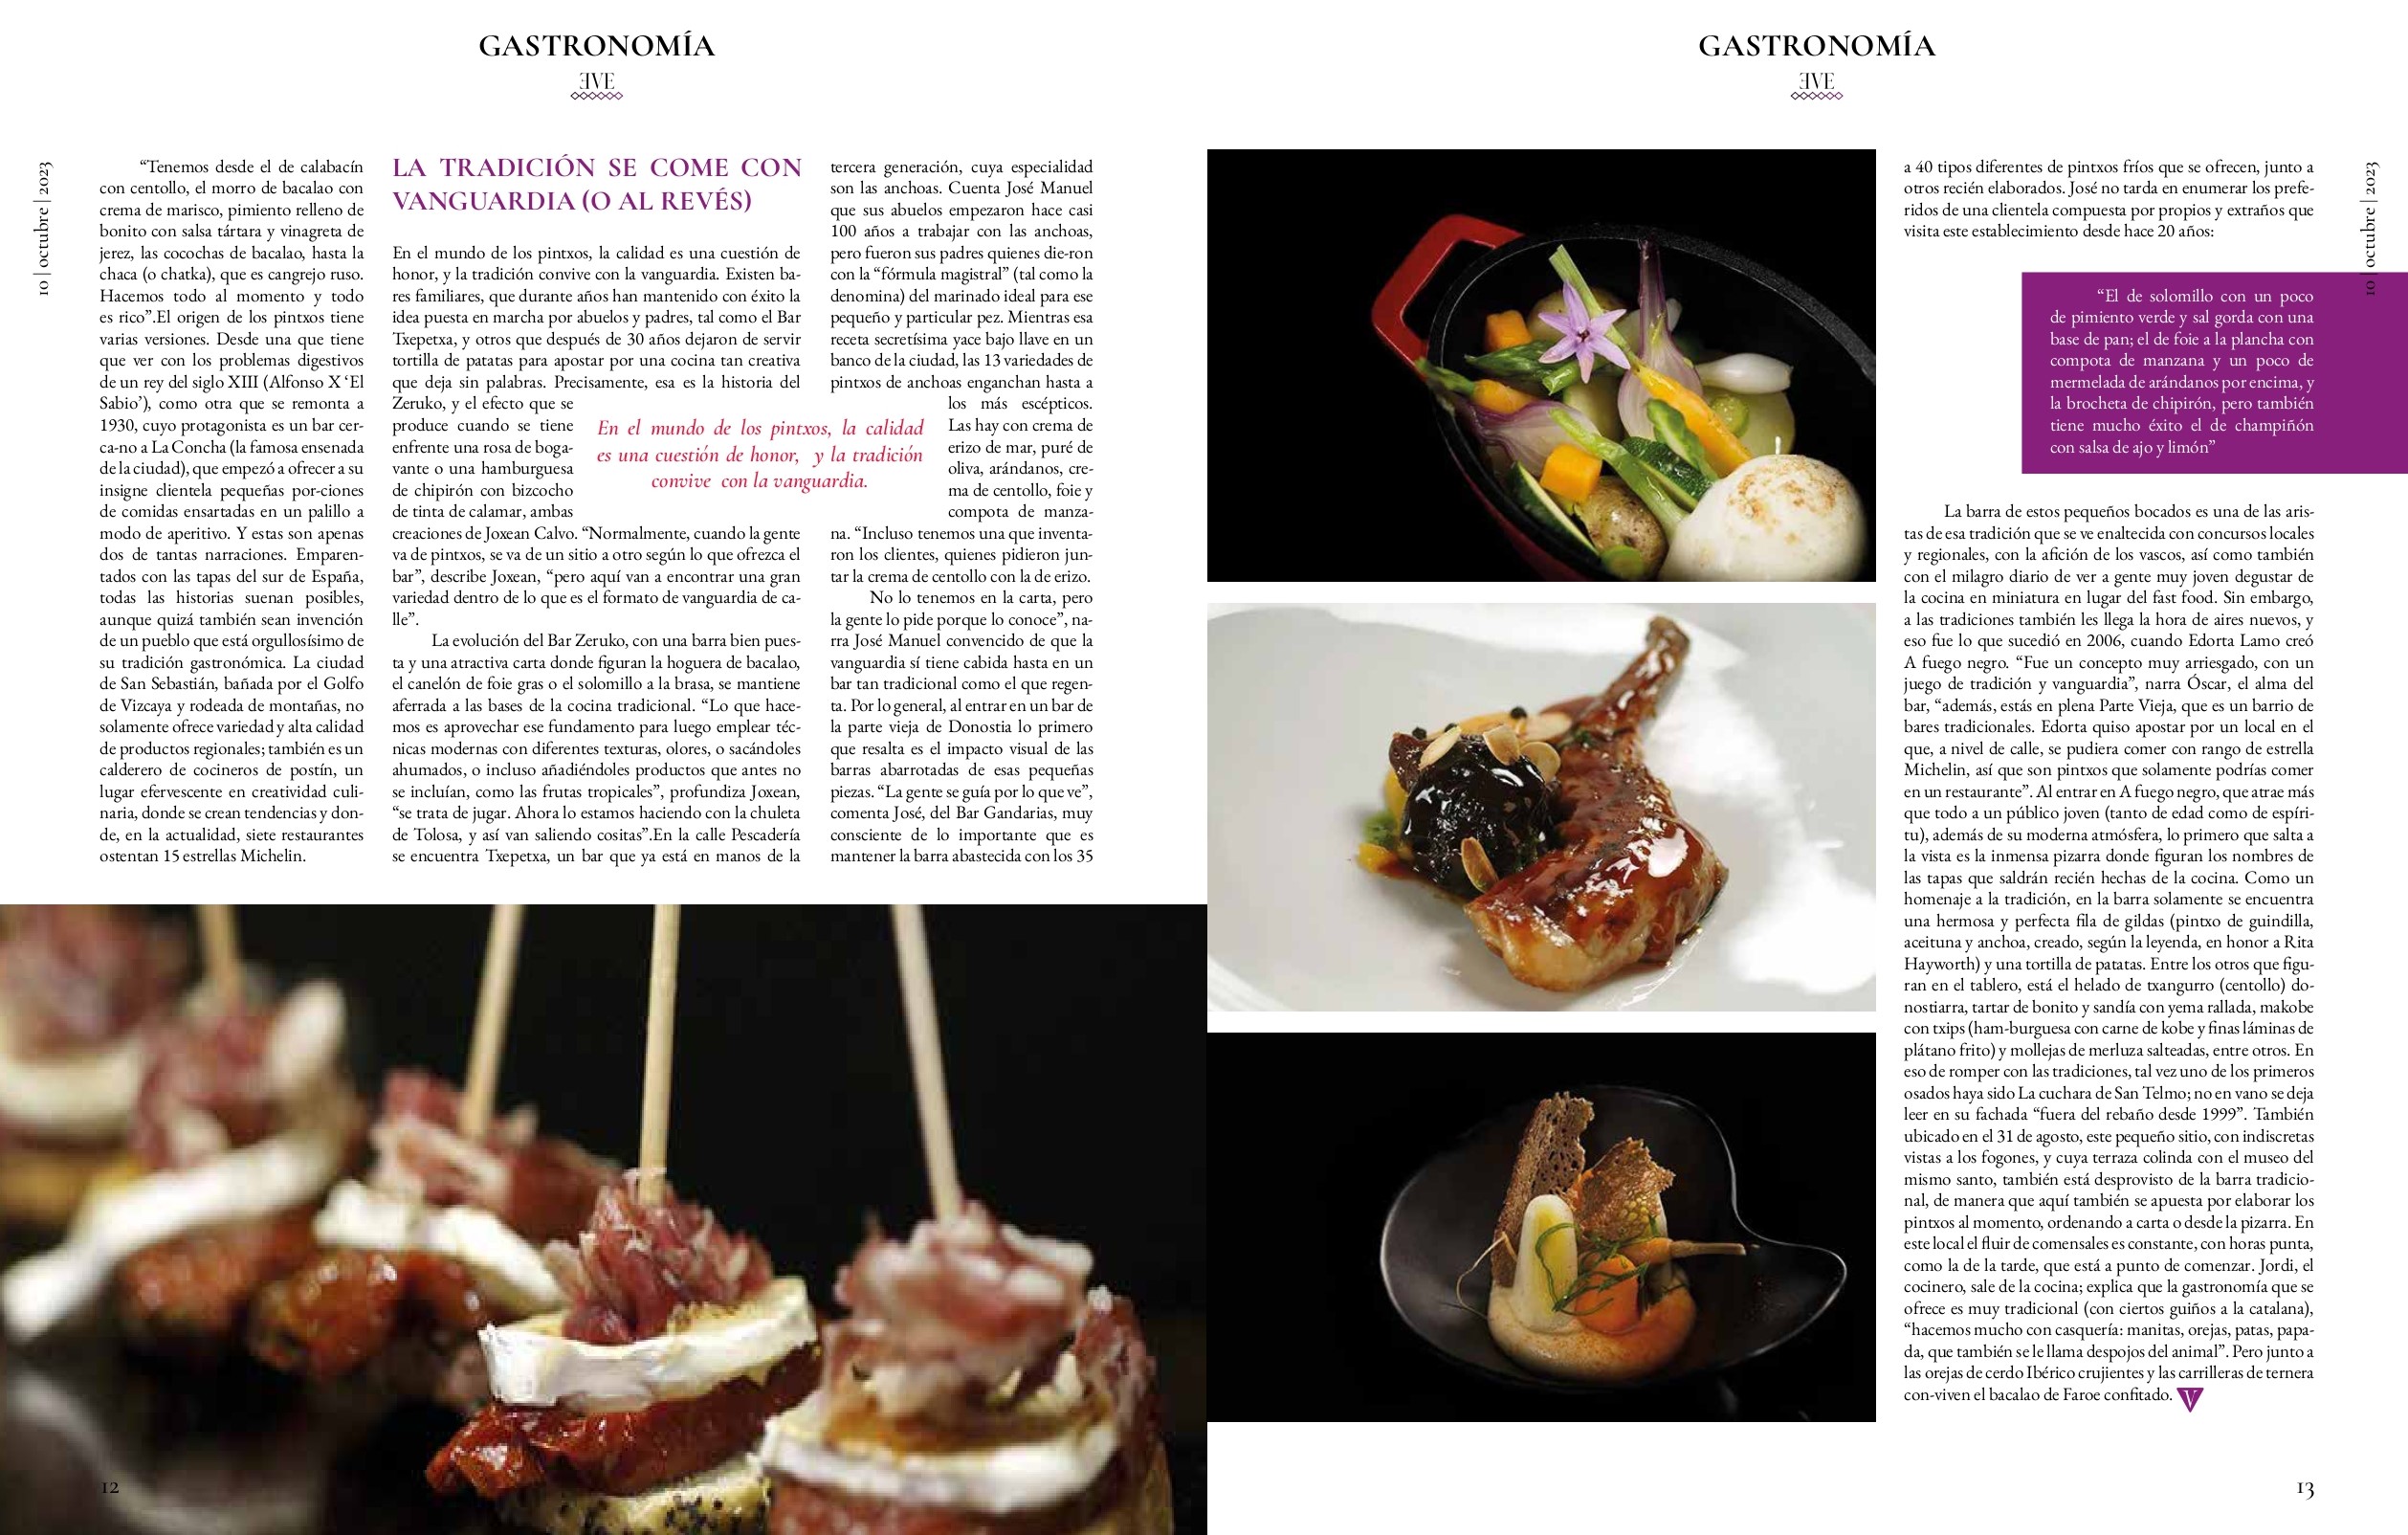 GASTRONOMÍA
EVE
10 | octubre | 2023
“Tenemos desde el de calabacín
con centollo, el morro de bacalao con
crema de marisco, pimiento relleno de
bonito con salsa tártara y vinagreta de
jerez, las cocochas de bacalao, hasta la
chaca (o chatka), que es cangrejo ruso.
Hacemos todo al momento y todo
es rico”.El origen de los pintxos tiene
varias versiones. Desde una que tiene
que ver con los problemas digestivos
de un rey del siglo XIII (Alfonso X ‘El
Sabio’), como otra que se remonta a
1930, cuyo protagonista es un bar cer-
ca-no a La Concha (la famosa ensenada
de la ciudad), que empezó a ofrecer a su
insigne clientela pequeñas por-ciones
de comidas ensartadas en un palillo a
modo de aperitivo. Y estas son apenas
dos de tantas narraciones. Emparen-
tados con las tapas del sur de España,
todas las historias suenan posibles,
aunque quizá también sean invención
de un pueblo que está orgullosísimo de
su tradición gastronómica. La ciudad
de San Sebastián, bañada por el Golfo
de Vizcaya y rodeada de montañas, no
solamente ofrece variedad y alta calidad
de productos regionales; también es un
calderero de cocineros de postín, un
lugar efervescente en creatividad culi-
naria, donde se crean tendencias y don-
de, en la actualidad, siete restaurantes
ostentan 15 estrellas Michelin.
LA TRADICIÓN SE COME CON
VANGUARDIA (O AL REVÉS)
En el mundo de los pintxos, la calidad es una cuestión de
honor, y la tradición convive con la vanguardia. Existen ba-
res familiares, que durante años han mantenido con éxito la
idea puesta en marcha por abuelos y padres, tal como el Bar
Txepetxa, y otros que después de 30 años dejaron de servir
tortilla de patatas para apostar por una cocina tan creativa
que deja sin palabras. Precisamente, esa es la historia del
Zeruko, y el efecto que se
produce cuando se tiene
enfrente una rosa de boga-
vante o una hamburguesa
de chipirón con bizcocho
de tinta de calamar, ambas
creaciones de Joxean Calvo. “Normalmente, cuando la gente
va de pintxos, se va de un sitio a otro según lo que ofrezca el
bar”, describe Joxean, “pero aquí van a encontrar una gran
variedad dentro de lo que es el formato de vanguardia de ca-
lle”.
La evolución del Bar Zeruko, con una barra bien pues-
ta y una atractiva carta donde figuran la hoguera de bacalao,
el canelón de foie gras o el solomillo a la brasa, se mantiene
aferrada a las bases de la cocina tradicional. “Lo que hace-
mos es aprovechar ese fundamento para luego emplear téc-
nicas modernas con diferentes texturas, olores, o sacándoles
ahumados, o incluso añadiéndoles productos que antes no
se incluían, como las frutas tropicales”, profundiza Joxean,
“se trata de jugar. Ahora lo estamos haciendo con la chuleta
de Tolosa, y así van saliendo cositas”.En la calle Pescadería
se encuentra Txepetxa, un bar que ya está en manos de la
En el mundo de los pintxos, la calidad
es una cuestión de honor, y la tradición
convive con la vanguardia.
tercera generación, cuya especialidad
son las anchoas. Cuenta José Manuel
que sus abuelos empezaron hace casi
100 años a trabajar con las anchoas,
pero fueron sus padres quienes die-ron
con la “fórmula magistral” (tal como la
denomina) del marinado ideal para ese
pequeño y particular pez. Mientras esa
receta secretísima yace bajo llave en un
banco de la ciudad, las 13 variedades de
pintxos de anchoas enganchan hasta a
los más escépticos.
Las hay con crema de
erizo de mar, puré de
oliva, arándanos, cre-
ma de centollo, foie y
compota de manza-
na. “Incluso tenemos una que inventa-
ron los clientes, quienes pidieron jun-
tar la crema de centollo con la de erizo.
No lo tenemos en la carta, pero
la gente lo pide porque lo conoce”, na-
rra José Manuel convencido de que la
vanguardia sí tiene cabida hasta en un
bar tan tradicional como el que regen-
ta. Por lo general, al entrar en un bar de
la parte vieja de Donostia lo primero
que resalta es el impacto visual de las
barras abarrotadas de esas pequeñas
piezas. “La gente se guía por lo que ve”,
comenta José, del Bar Gandarias, muy
consciente de lo importante que es
mantener la barra abastecida con los 35
12
GASTRONOMÍA
EVE
10 | octubre | 2023
a 40 tipos diferentes de pintxos fríos que se ofrecen, junto a
otros recién elaborados. José no tarda en enumerar los prefe-
ridos de una clientela compuesta por propios y extraños que
visita este establecimiento desde hace 20 años:
“El de solomillo con un poco
de pimiento verde y sal gorda con una
base de pan; el de foie a la plancha con
compota de manzana y un poco de
mermelada de arándanos por encima, y
la brocheta de chipirón, pero también
tiene mucho éxito el de champiñón
con salsa de ajo y limón”
La barra de estos pequeños bocados es una de las aris-
tas de esa tradición que se ve enaltecida con concursos locales
y regionales, con la afición de los vascos, así como también
con el milagro diario de ver a gente muy joven degustar de
la cocina en miniatura en lugar del fast food. Sin embargo,
a las tradiciones también les llega la hora de aires nuevos, y
eso fue lo que sucedió en 2006, cuando Edorta Lamo creó
A fuego negro. “Fue un concepto muy arriesgado, con un
juego de tradición y vanguardia”, narra Óscar, el alma del
bar, “además, estás en plena Parte Vieja, que es un barrio de
bares tradicionales. Edorta quiso apostar por un local en el
que, a nivel de calle, se pudiera comer con rango de estrella
Michelin, así que son pintxos que solamente podrías comer
en un restaurante”. Al entrar en A fuego negro, que atrae más
que todo a un público joven (tanto de edad como de espíri-
tu), además de su moderna atmósfera, lo primero que salta a
la vista es la inmensa pizarra donde figuran los nombres de
las tapas que saldrán recién hechas de la cocina. Como un
homenaje a la tradición, en la barra solamente se encuentra
una hermosa y perfecta fila de gildas (pintxo de guindilla,
aceituna y anchoa, creado, según la leyenda, en honor a Rita
Hayworth) y una tortilla de patatas. Entre los otros que figu-
ran en el tablero, está el helado de txangurro (centollo) do-
nostiarra, tartar de bonito y sandía con yema rallada, makobe
con txips (ham-burguesa con carne de kobe y finas láminas de
plátano frito) y mollejas de merluza salteadas, entre otros. En
eso de romper con las tradiciones, tal vez uno de los primeros
osados haya sido La cuchara de San Telmo; no en vano se deja
leer en su fachada “fuera del rebaño desde 1999”. También
ubicado en el 31 de agosto, este pequeño sitio, con indiscretas
vistas a los fogones, y cuya terraza colinda con el museo del
mismo santo, también está desprovisto de la barra tradicio-
nal, de manera que aquí también se apuesta por elaborar los
pintxos al momento, ordenando a carta o desde la pizarra. En
este local el fluir de comensales es constante, con horas punta,
como la de la tarde, que está a punto de comenzar. Jordi, el
cocinero, sale de la cocina; explica que la gastronomía que se
ofrece es muy tradicional (con ciertos guiños a la catalana),
“hacemos mucho con casquería: manitas, orejas, patas, papa-
da, que también se le llama despojos del animal”. Pero junto a
las orejas de cerdo Ibérico crujientes y las carrilleras de ternera
con-viven el bacalao de Faroe confitado. V
13